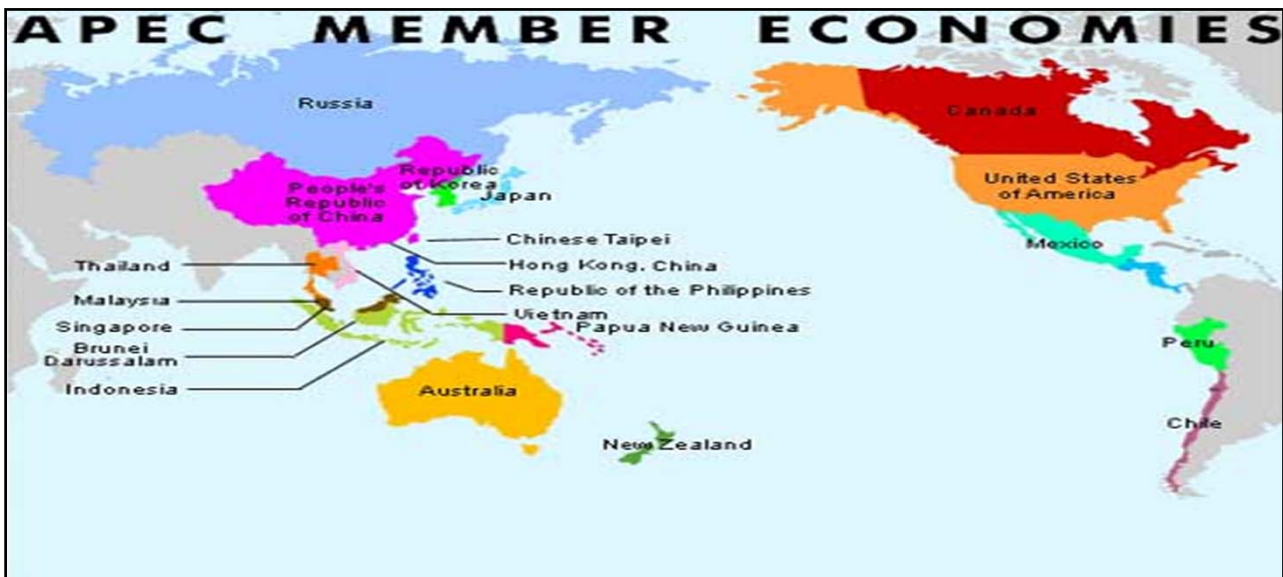 APEC MEMBER ECONOMIES
Russia
Canada
Republic
of Korea
People's
Republic
of China
Japan
United States
of America
Chinese Taipei
Mexico
Thailand
Hong Kong, China
Republic of the Philippines
Malaysia
Vietnam
Singapore
Papua New Guinea
Brunei
Darussalam
Peru
Indonesia
Australia
Chile
New Zealand